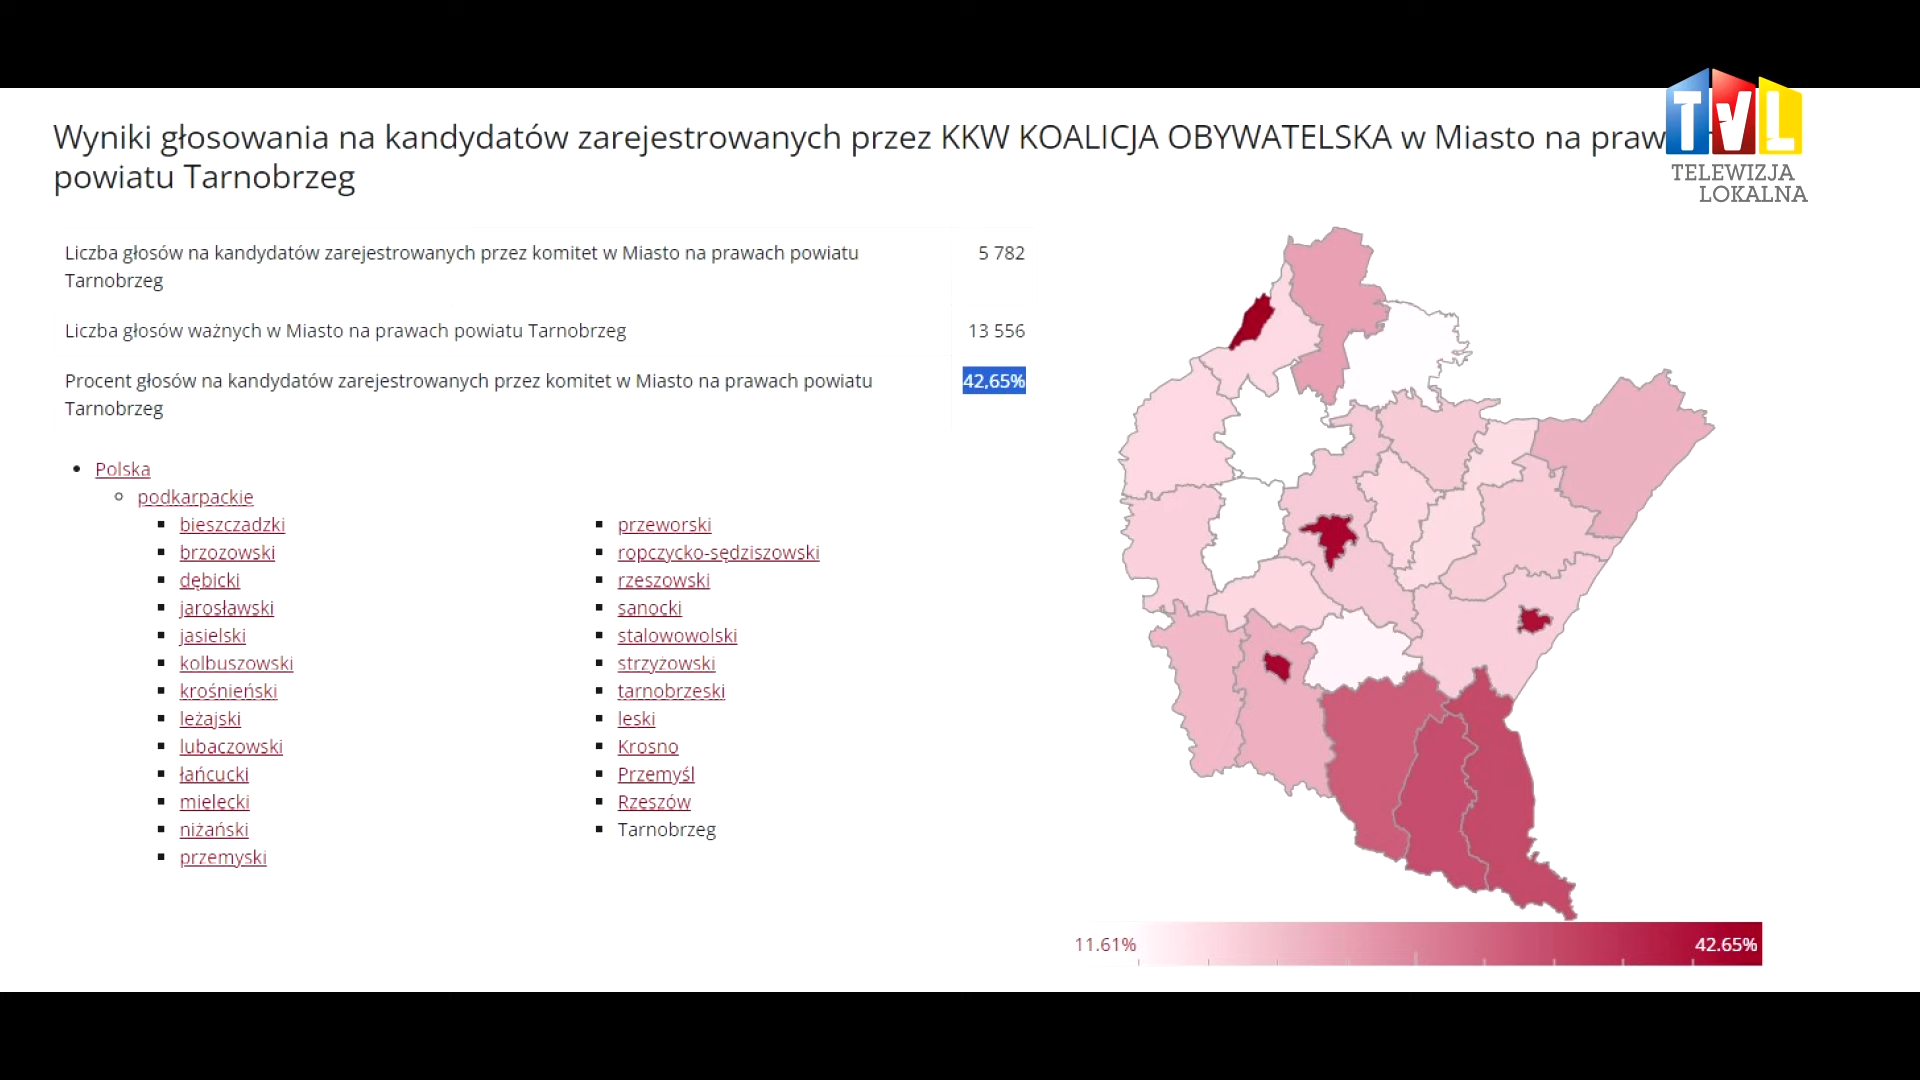 Wyniki głosowania na kandydatów zarejestrowanych przez KKW KOALICJA OBYWATELSKA w Miasto na
powiatu Tarnobrzeg
TVL
TELEWIZJA
LOKALNA
Liczba głosów na kandydatów zarejestrowanych przez komitet w Miasto na prawach powiatu
Tarnobrzeg
5 782
Liczba głosów ważnych w Miasto na prawach powiatu Tarnobrzeg
13 556
Procent głosów na kandydatów zarejestrowanych przez komitet w Miasto na prawach powiatu
Tarnobrzeg
42,65%
Polska
podkarpackie
bieszczadzki
brzozowski
dębicki
jarosławski
jasielski
kolbuszowski
krośnieński
leżajski
lubaczowski
łańcucki
mielecki
niżański
przemyski
przeworski
ropczycko-sędziszowski
rzeszowski
sanocki
stalowowolski
strzyżowski
tarnobrzeski
leski
Krosno
Przemyśl
Rzeszów
Tarnobrzeg
11.61%
42.65%